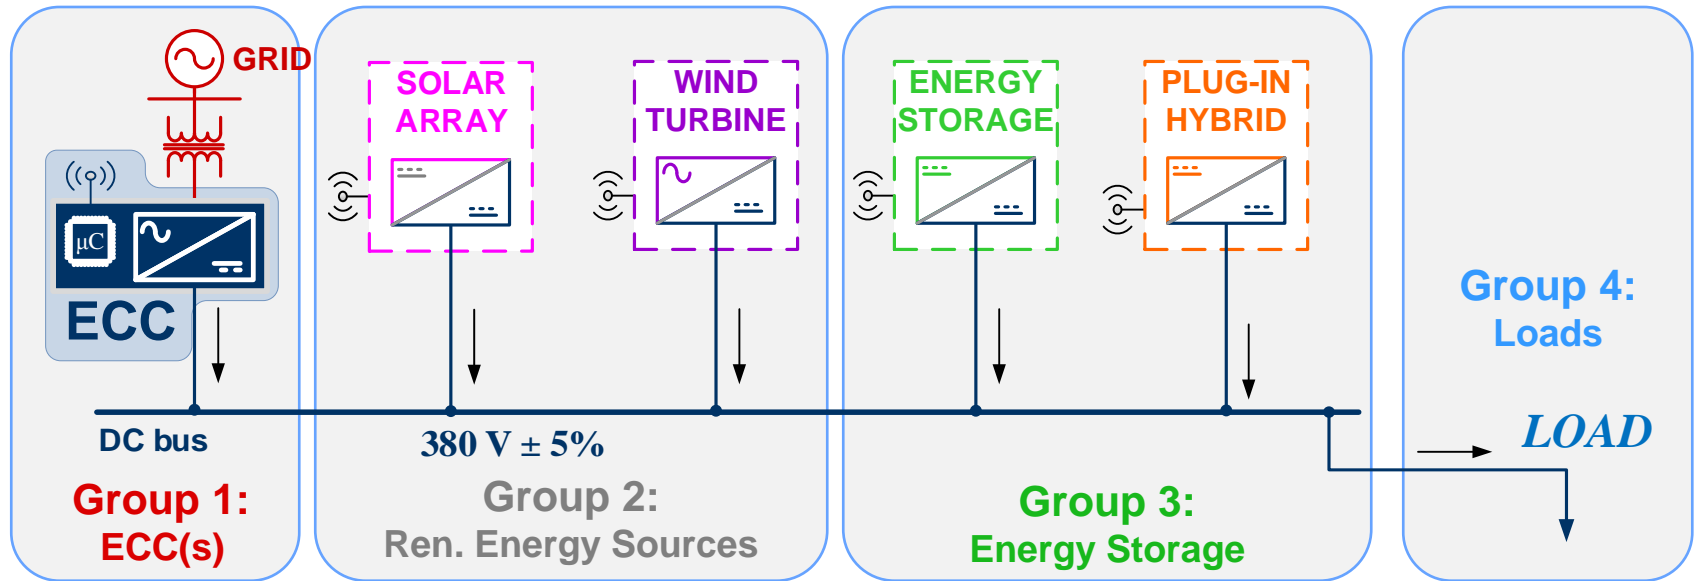 GRID
µC
ECC
DC bus
Group 1:
ECC(s)
SOLAR
ARRAY
WIND
TURBINE
380 V ± 5%
Group 2:
Ren. Energy Sources
ENERGY
STORAGE
PLUG-IN
HYBRID
Group 3:
Energy Storage
Group 4:
Loads
LOAD